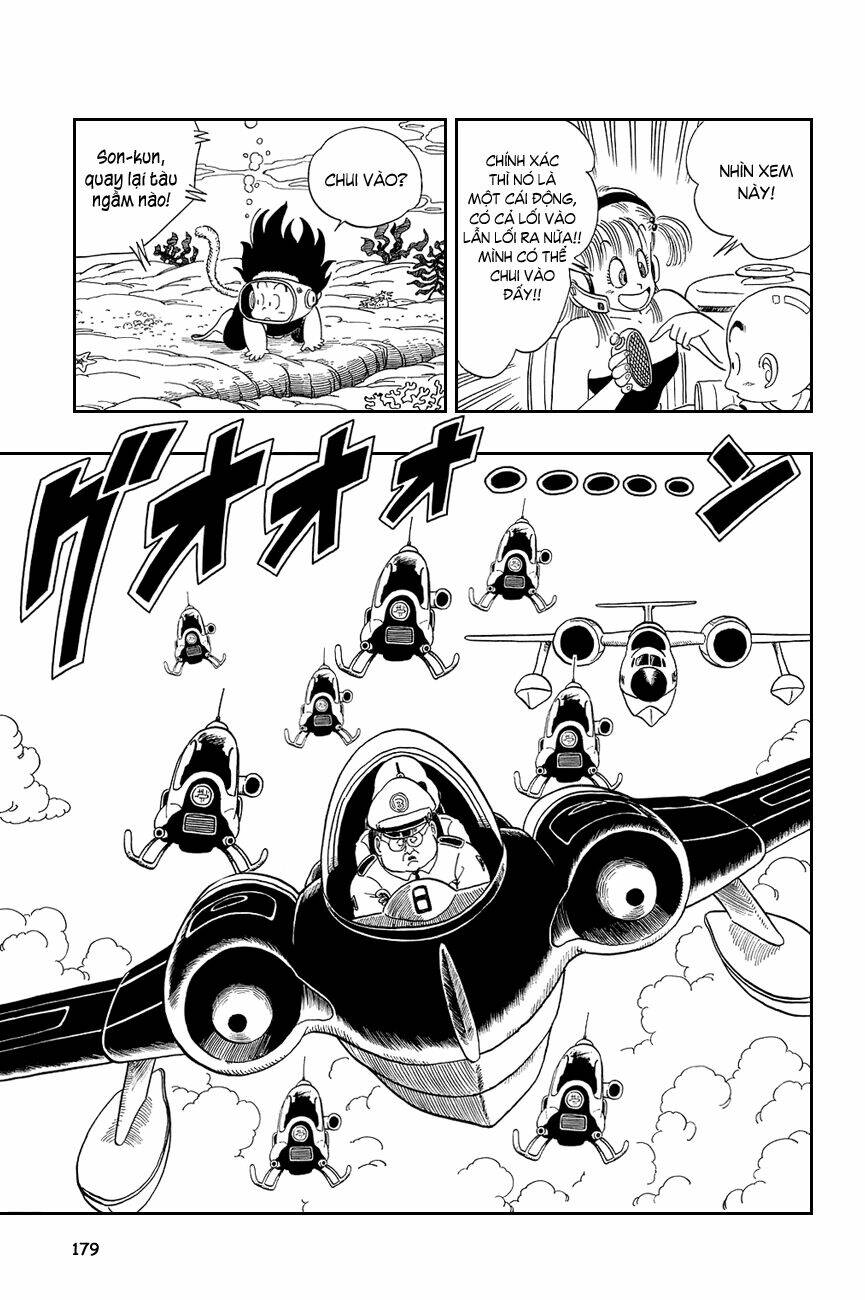 NHÌN XEM
NÀY!
CHÍNH XÁC
THÌ NÓ LÀ
MỘT CÁI ĐỘNG,
CÓ CẢ LỐI VÀO
LẪN LỐI RA NỮA!!
MÌNH CÓ THỂ
CHUI VÀO
ĐẤY!!
CHUI VÀO?
Son-kun,
quay lại tàu
ngầm nào!
グオオオ・・・・・ン
179